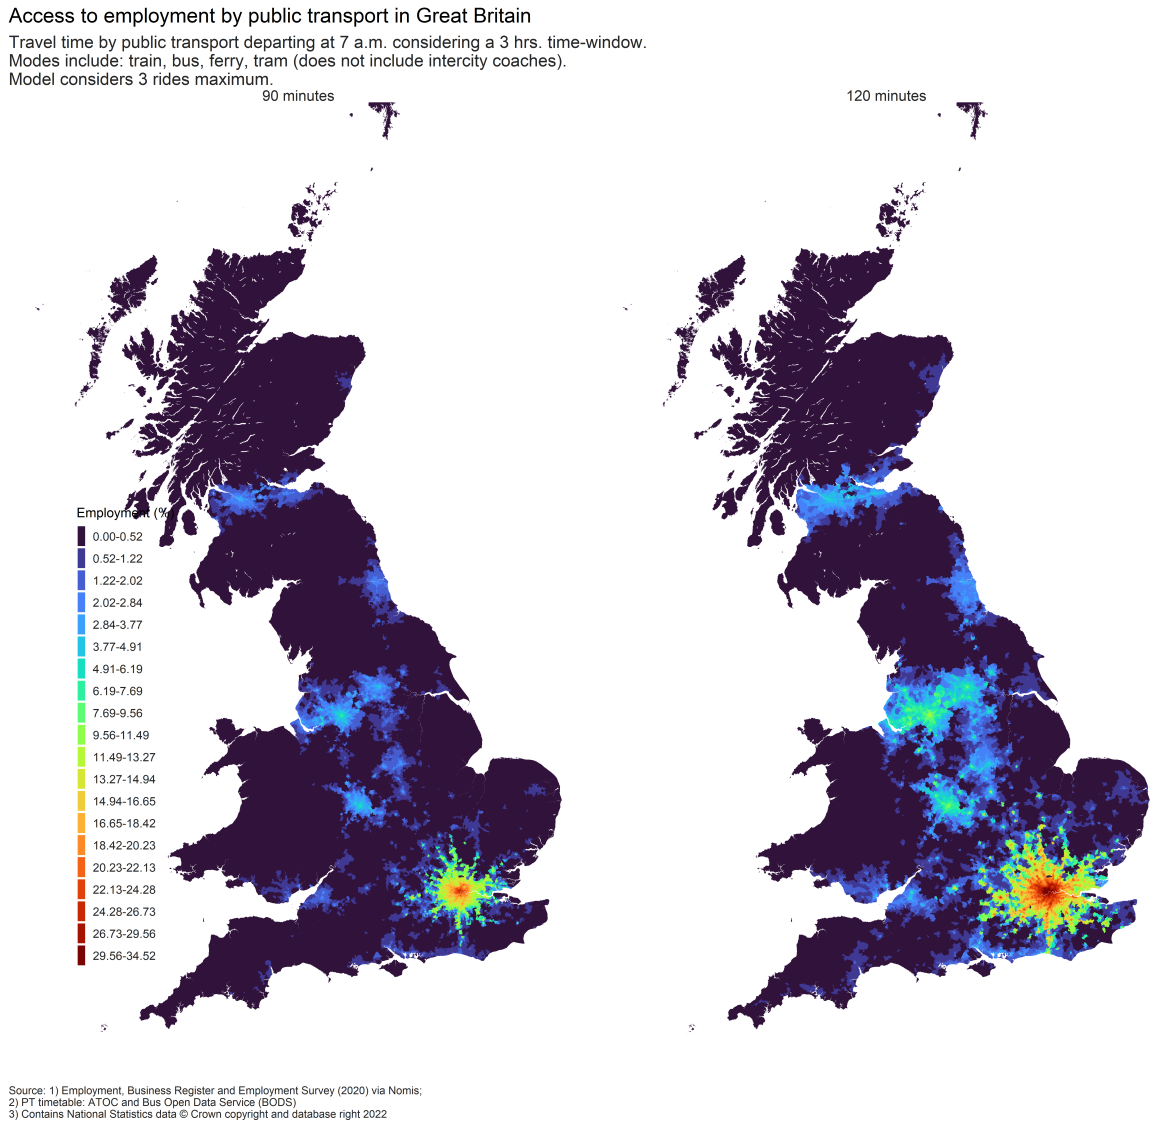 Access to employment by public transport in Great Britain
Travel time by public transport departing at 7 a.m. considering a 3 hrs. time-window.
Modes include: train, bus, ferry, tram (does not include intercity coaches).
Model considers 3 rides maximum.
90 minutes
120 minutes
Employment (%)
0.00-0.52
0.52-1.22
1.22-2.02
2.02-2.84
2.84-3.77
3.77-4.91
4.91-6.19
6.19-7.69
7.69-9.56
9.56-11.49
11.49-13.27
13.27-14.94
14.94-16.65
16.65-18.42
18.42-20.23
20.23-22.13
22.13-24.28
24.28-26.73
26.73-29.56
29.56-34.52
Source: 1) Employment, Business Register and Employment Survey (2020) via Nomis;
2) PT timetable: ATOC and Bus Open Data Service (BODS)
3) Contains National Statistics data © Crown copyright and database right 2022